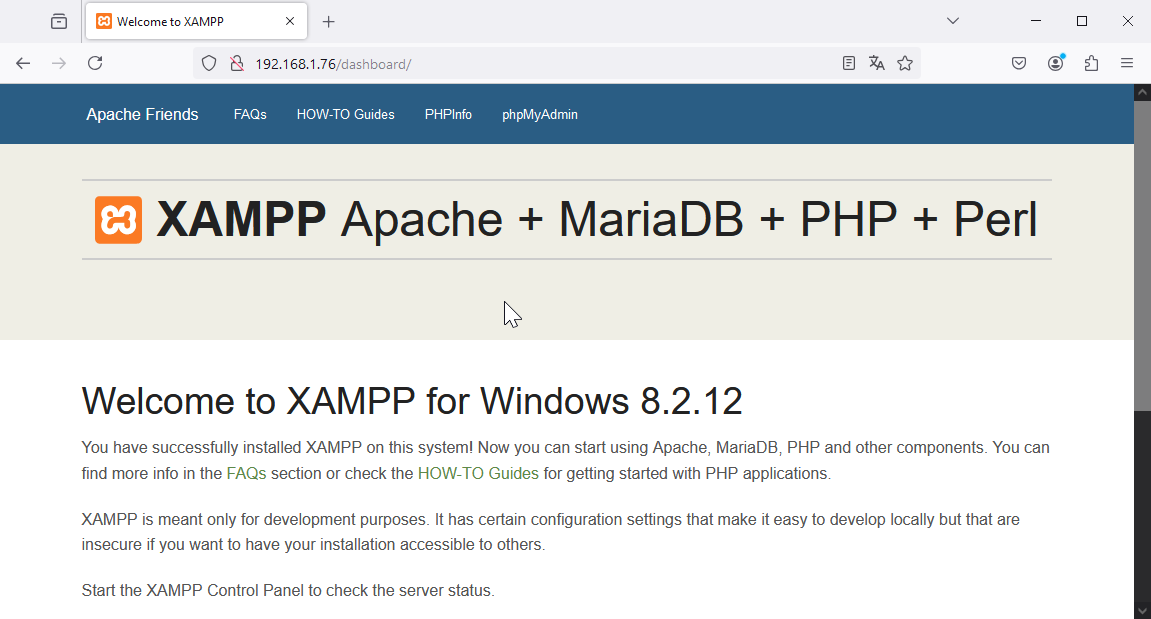 Welcome to XAMPP
192.168.1.76/dashboard/
Apache Friends FAQs HOW-TO Guides PHPInfo phpMyAdmin
XAMPP Apache + MariaDB + PHP + Perl
Welcome to XAMPP for Windows 8.2.12
You have successfully installed XAMPP on this system! Now you can start using Apache, MariaDB, PHP and other components. You can
find more info in the FAQs section or check the HOW-TO Guides for getting started with PHP applications.
XAMPP is meant only for development purposes. It has certain configuration settings that make it easy to develop locally but that are
insecure if you want to have your installation accessible to others.
Start the XAMPP Control Panel to check the server status.